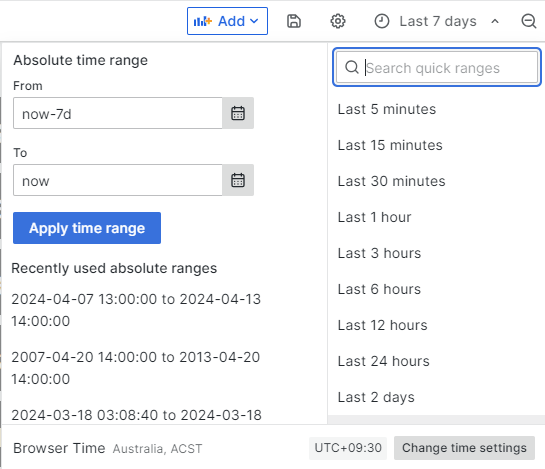 Add
Last 7 days
Absolute time range
From
now-7d
To
now
Apply time range
Recently used absolute ranges
2024-04-07 13:00:00 to 2024-04-13
14:00:00
2007-04-20 14:00:00 to 2013-04-20
14:00:00
2024-03-18 03:08:40 to 2024-03-18
Search quick ranges
Last 5 minutes
Last 15 minutes
Last 30 minutes
Last 1 hour
Last 3 hours
Last 6 hours
Last 12 hours
Last 24 hours
Last 2 days
Browser Time Australia, ACST
UTC+09:30
Change time settings